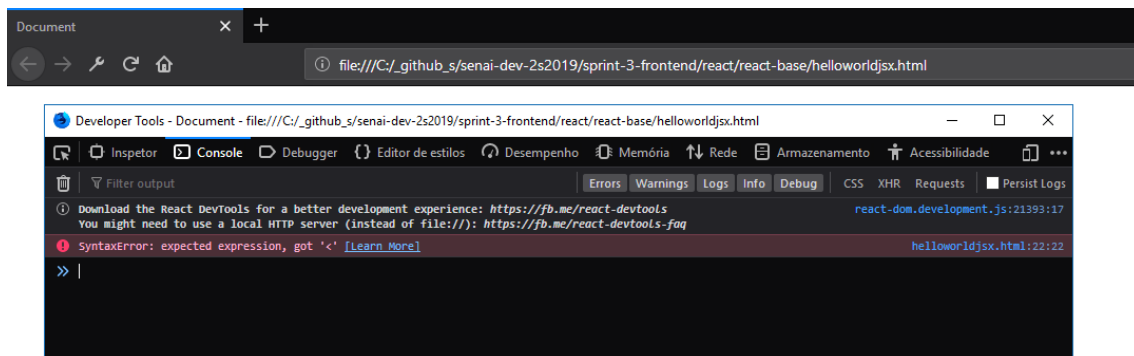 Document
file:///C:/_github_s/senai-dev-2s2019/sprint-3-frontend/react/react-base/helloworldjsx.html
Developer Tools - Document - file:///C:/_github_s/senai-dev-2s2019/sprint-3-frontend/react/react-base/helloworldjsx.html
Inspetor Console Debugger Editor de estilos Desempenho Memória Rede Armazenamento Acessibilidade
Filter output Errors Warnings Logs Info Debug CSS XHR Requests Persist Logs
Download the React DevTools for a better development experience: https://fb.me/react-devtools react-dom.development.js:21393:17
You might need to use a local HTTP server (instead of file://): https://fb.me/react-devtools-faq
SyntaxError: expected expression, got '<' [Learn More] helloworldjsx.html:22:22